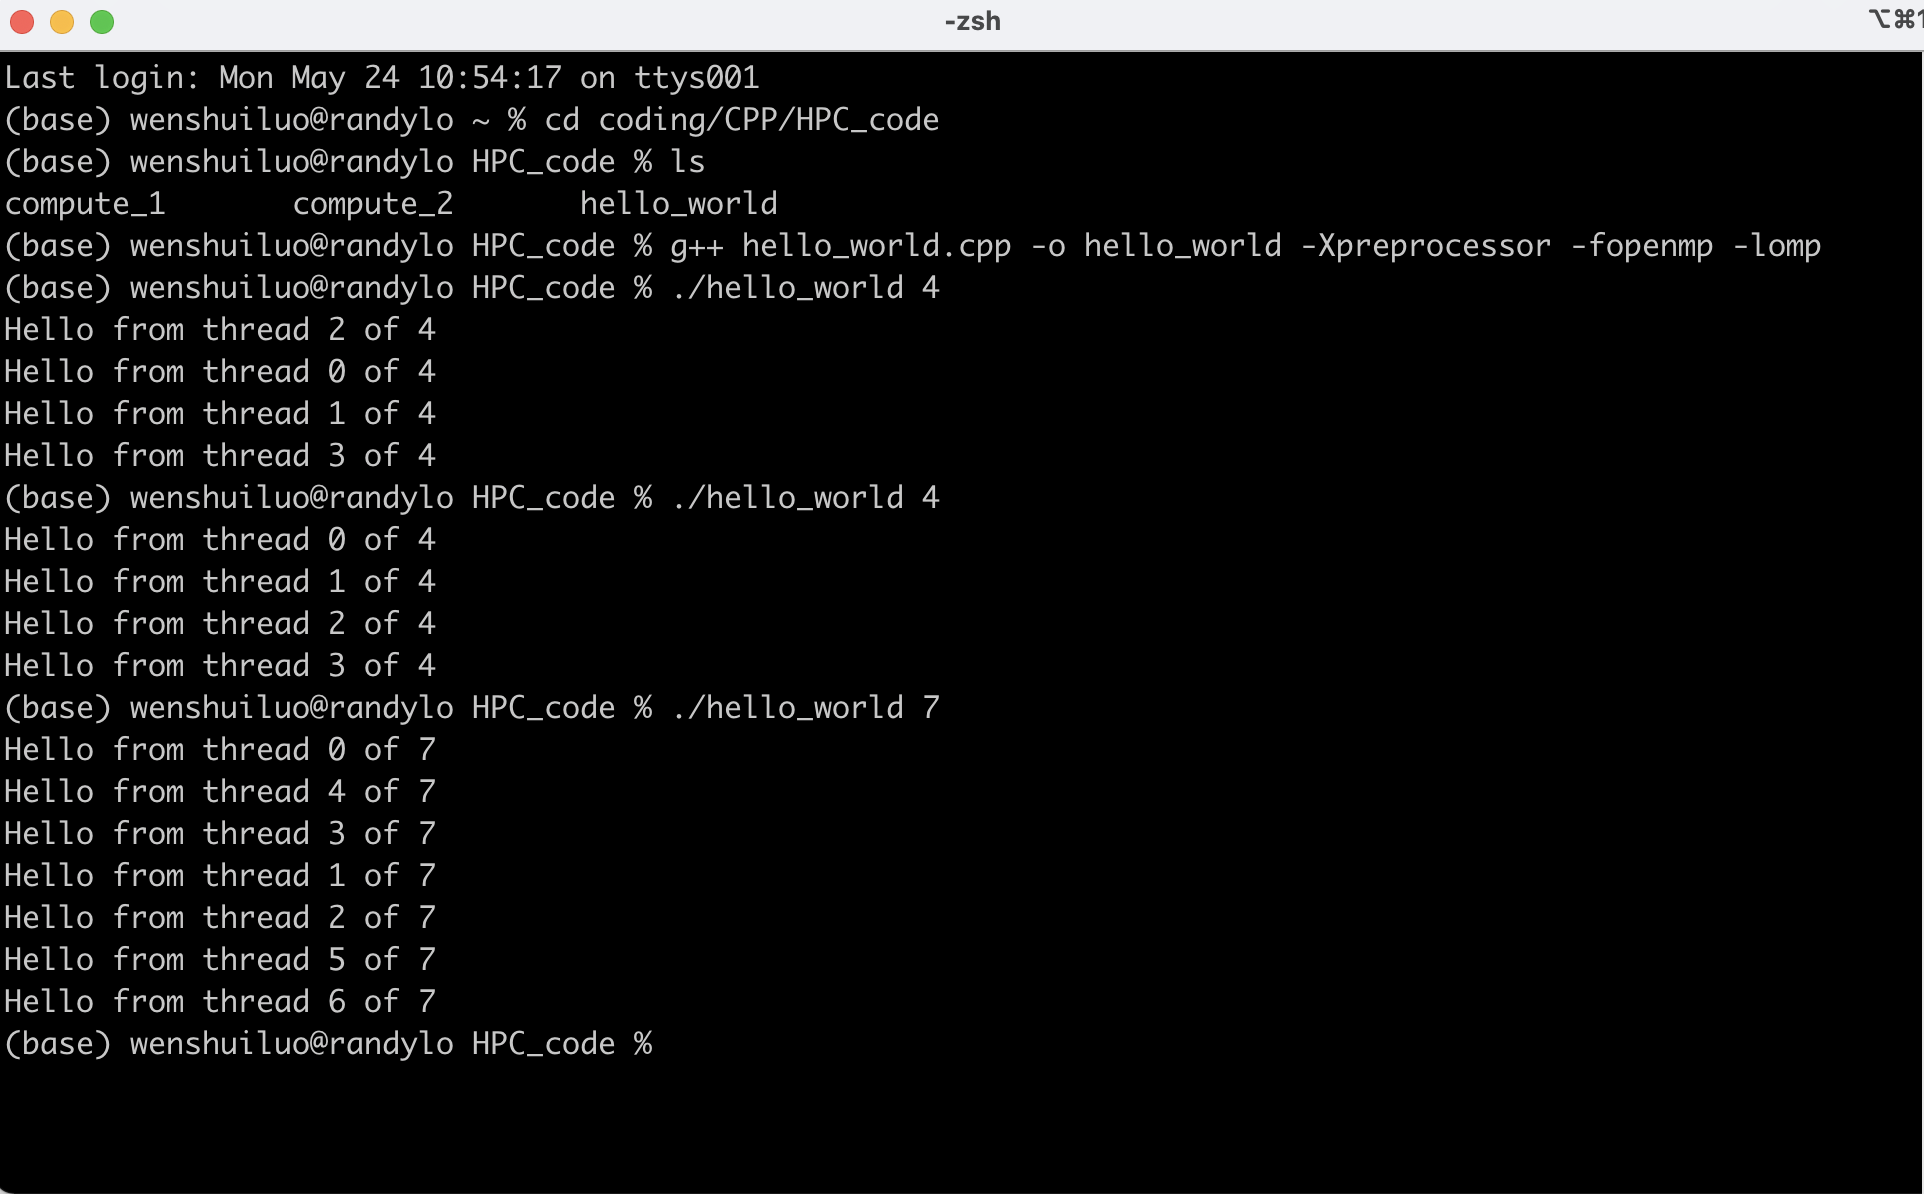 -zsh
⌥⌘1
Last login: Mon May 24 10:54:17 on ttys001
(base) wenshuiluo@randylo ~ % cd coding/CPP/HPC_code
(base) wenshuiluo@randylo HPC_code % ls
compute_1       compute_2       hello_world
(base) wenshuiluo@randylo HPC_code % g++ hello_world.cpp -o hello_world -Xpreprocessor -fopenmp -lomp
(base) wenshuiluo@randylo HPC_code % ./hello_world 4
Hello from thread 2 of 4
Hello from thread 0 of 4
Hello from thread 1 of 4
Hello from thread 3 of 4
(base) wenshuiluo@randylo HPC_code % ./hello_world 4
Hello from thread 0 of 4
Hello from thread 1 of 4
Hello from thread 2 of 4
Hello from thread 3 of 4
(base) wenshuiluo@randylo HPC_code % ./hello_world 7
Hello from thread 0 of 7
Hello from thread 4 of 7
Hello from thread 3 of 7
Hello from thread 1 of 7
Hello from thread 2 of 7
Hello from thread 5 of 7
Hello from thread 6 of 7
(base) wenshuiluo@randylo HPC_code %